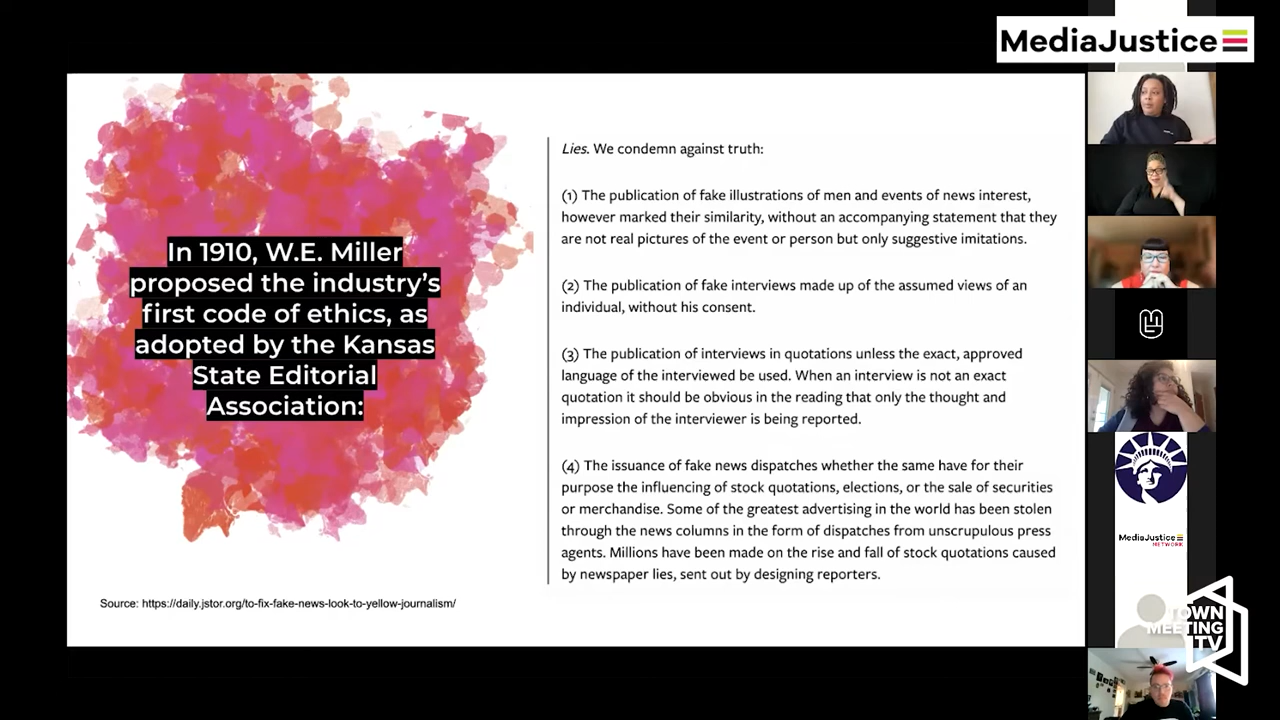 MediaJustice
In 1910, W.E. Miller
proposed the industry's
first code of ethics, as
adopted by the Kansas
State Editorial
Association:
Lies. We condemn against truth:
(1) The publication of fake illustrations of men and events of news interest,
however marked their similarity, without an accompanying statement that they
are not real pictures of the event or person but only suggestive imitations.
(2) The publication of fake interviews made up of the assumed views of an
individual, without his consent.
(3) The publication of interviews in quotations unless the exact, approved
language of the interviewed be used. When an interview is not an exact
quotation it should be obvious in the reading that only the thought and
impression of the interviewer is being reported.
(4) The issuance of fake news dispatches whether the same have for their
purpose the influencing of stock quotations, elections, or the sale of securities
or merchandise. Some of the greatest advertising in the world has been stolen
through the news columns in the form of dispatches from unscrupulous press
agents. Millions have been made on the rise and fall of stock quotations caused
by newspaper lies, sent out by designing reporters.
Source: https://daily.jstor.org/to-fix-fake-news-look-to-yellow-journalism/
MediaJustice
NETWORK
TOWN
MEETING
TV